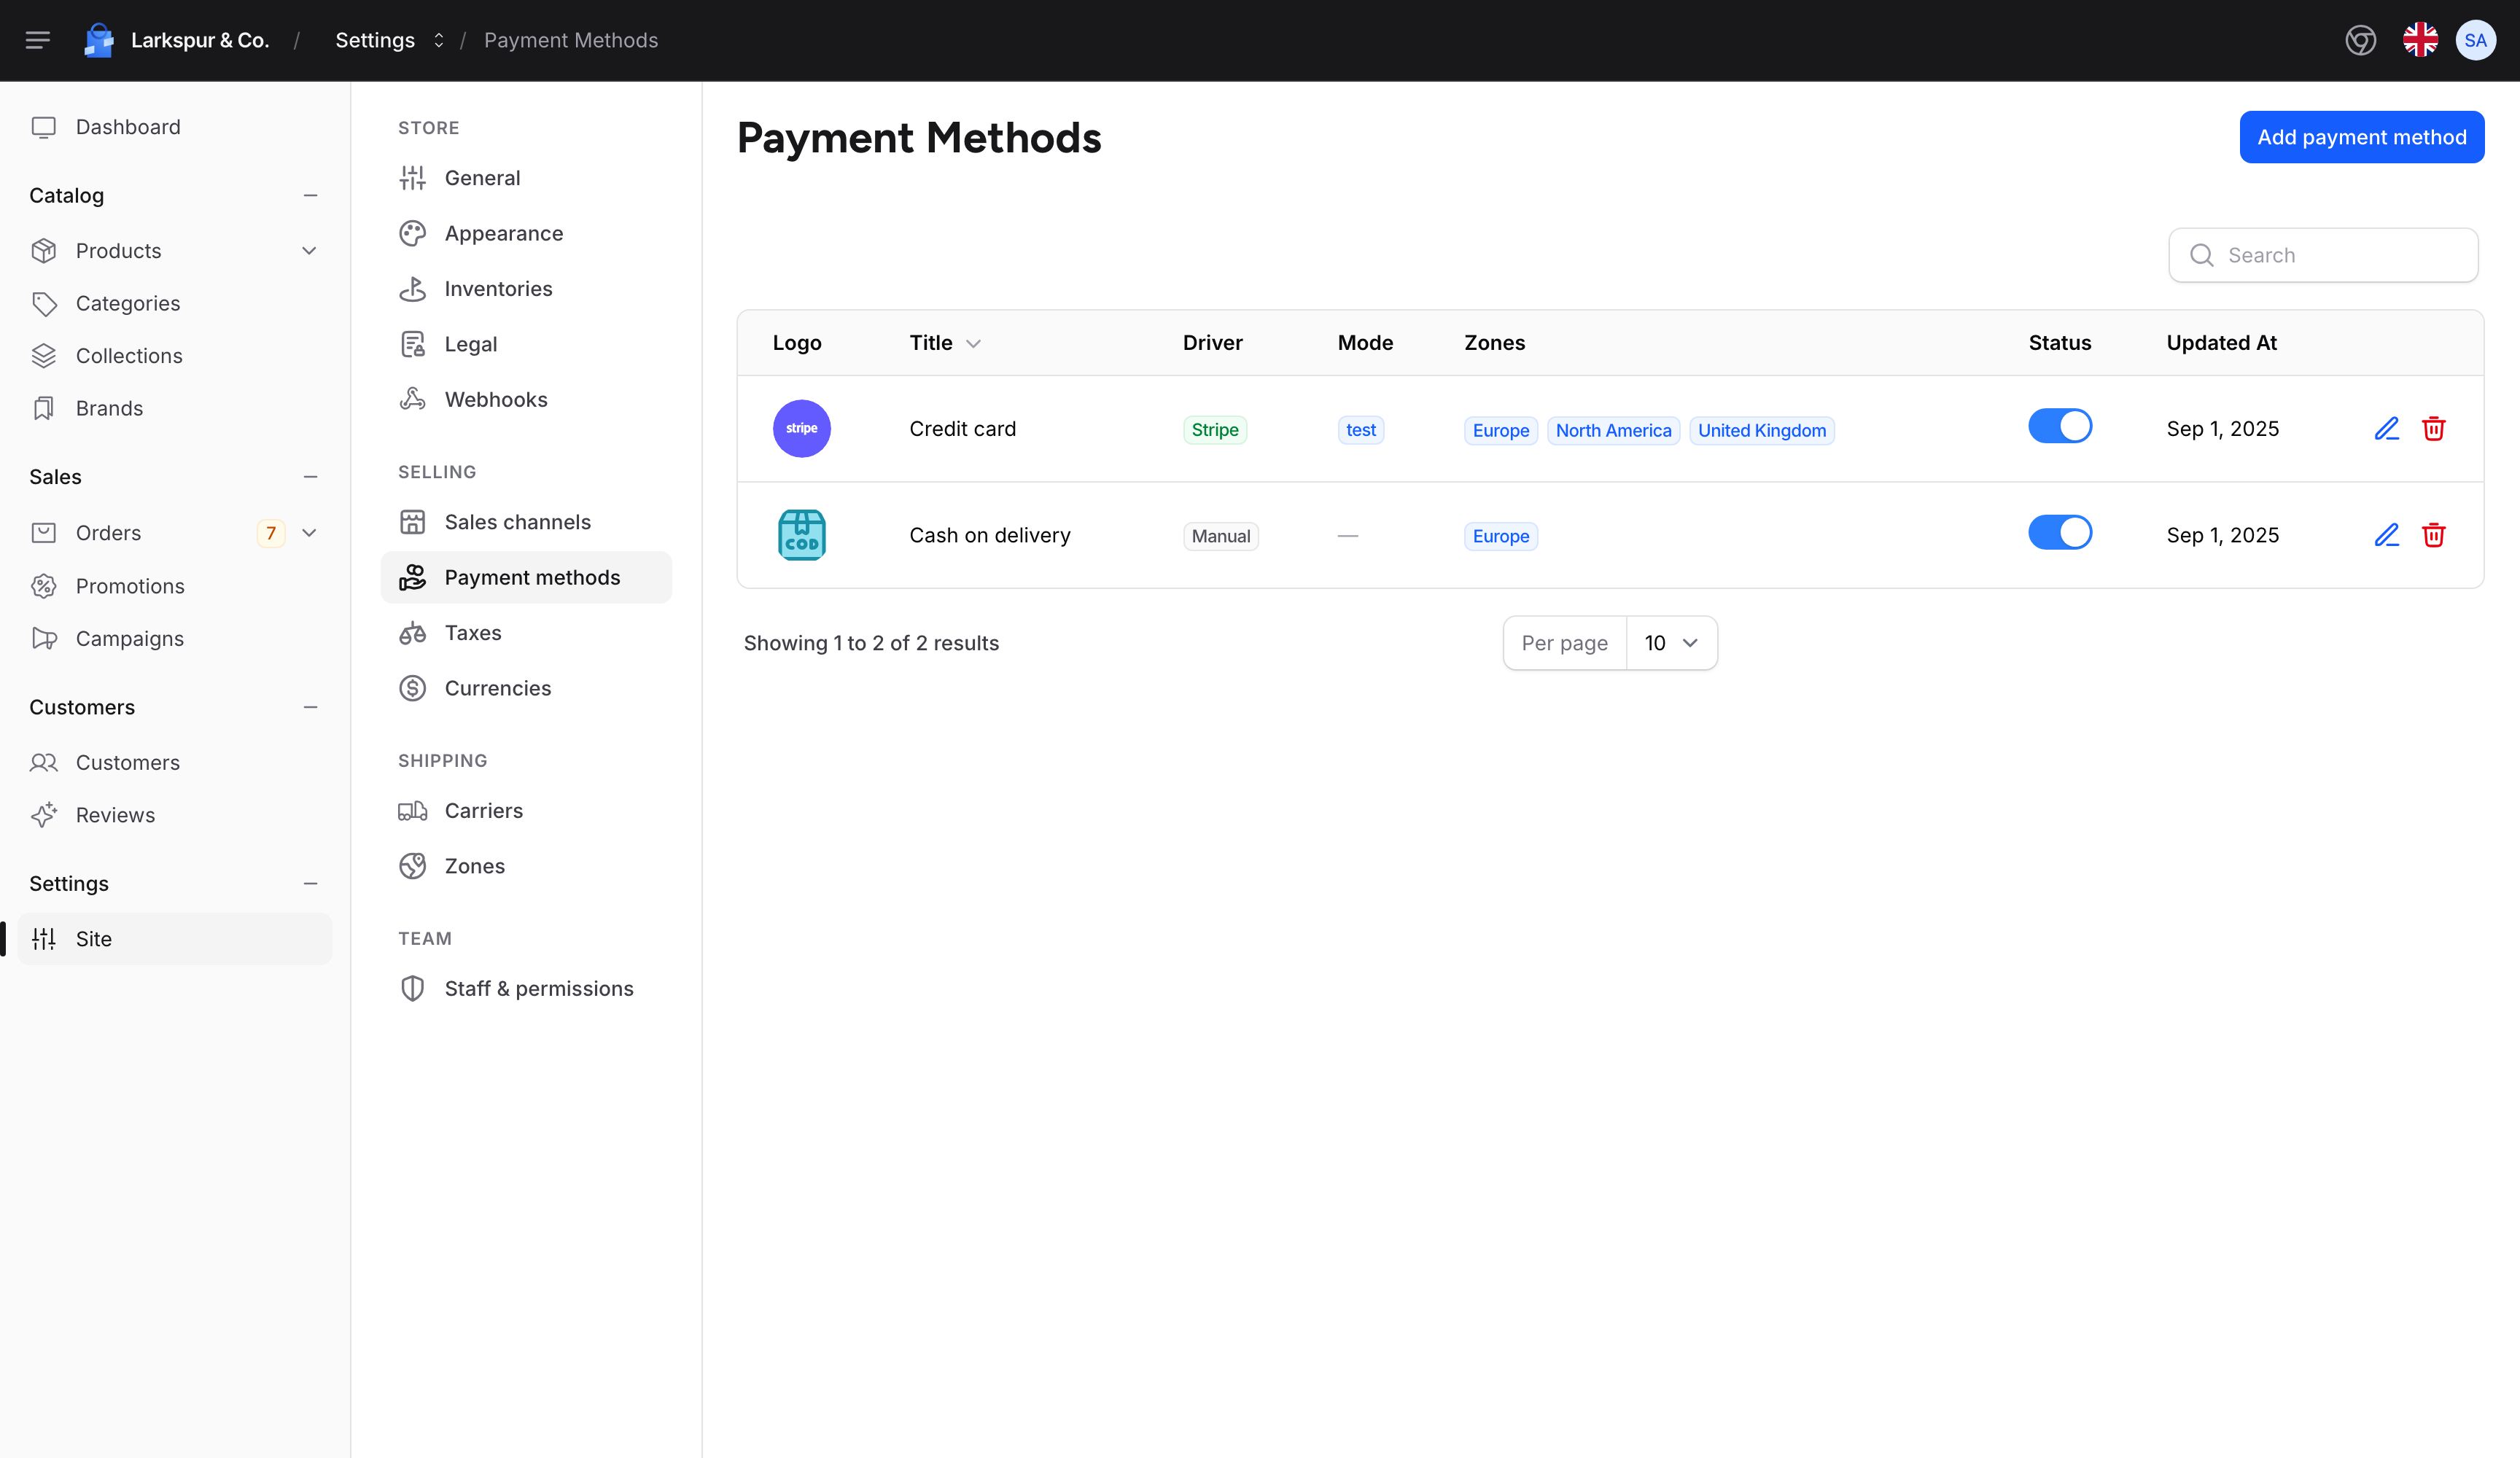 Larkspur & Co. / Settings / Payment Methods
SA
Dashboard
Catalog
Products
Categories
Collections
Brands
Sales
Orders 7
Promotions
Campaigns
Customers
Customers
Reviews
Settings
Site
STORE
General
Appearance
Inventories
Legal
Webhooks
SELLING
Sales channels
Payment methods
Taxes
Currencies
SHIPPING
Carriers
Zones
TEAM
Staff & permissions
Payment Methods
Add payment method
Search
Logo Title Driver Mode Zones Status Updated At
stripe Credit card Stripe test Europe North America United Kingdom Sep 1, 2025
COD Cash on delivery Manual — Europe Sep 1, 2025
Showing 1 to 2 of 2 results
Per page 10